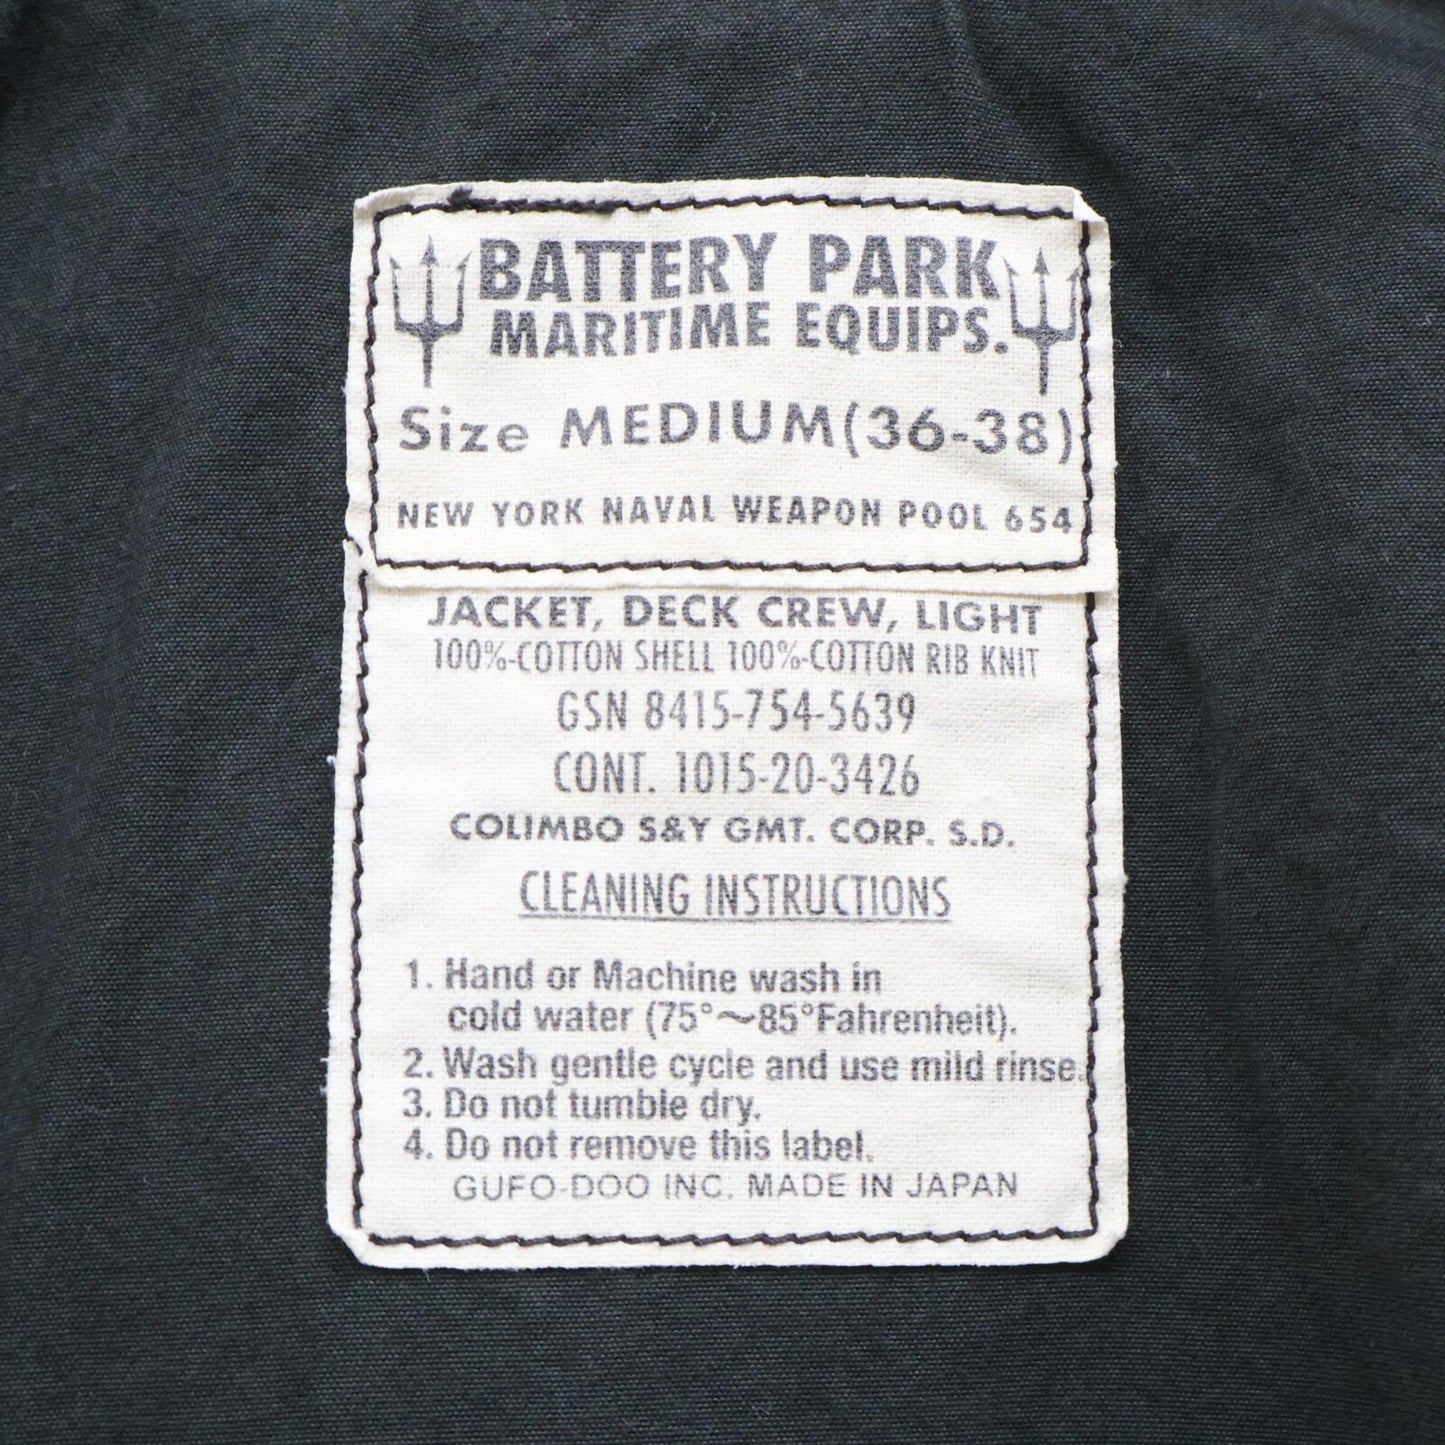 BATTERY PARK
MARITIME EQUIPS.
Size MEDIUM(36-38)
NEW YORK NAVAL WEAPON POOL 654
JACKET, DECK CREW, LIGHT
100%-COTTON SHELL 100%-COTTON RIB KNIT
GSN 8415-754-5639
CONT. 1015-20-3426
COLIMBO S&Y GMT. CORP. S.D.
CLEANING INSTRUCTIONS
1. Hand or Machine wash in
cold water (75°~85°Fahrenheit).
2. Wash gentle cycle and use mild rinse.
3. Do not tumble dry.
4. Do not remove this label.
GUFO-DOO INC. MADE IN JAPAN